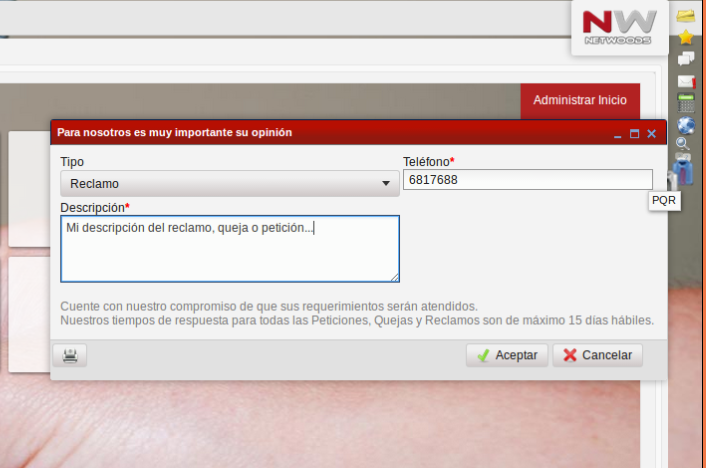 NW
NETWOODS
Administrar Inicio
Para nosotros es muy importante su opinión
Tipo
Teléfono*
Reclamo
6817688
PQR
Descripción*
Mi descripción del reclamo, queja o petición...
Cuente con nuestro compromiso de que sus requerimientos serán atendidos.
Nuestros tiempos de respuesta para todas las Peticiones, Quejas y Reclamos son de máximo 15 días hábiles.
Aceptar
Cancelar